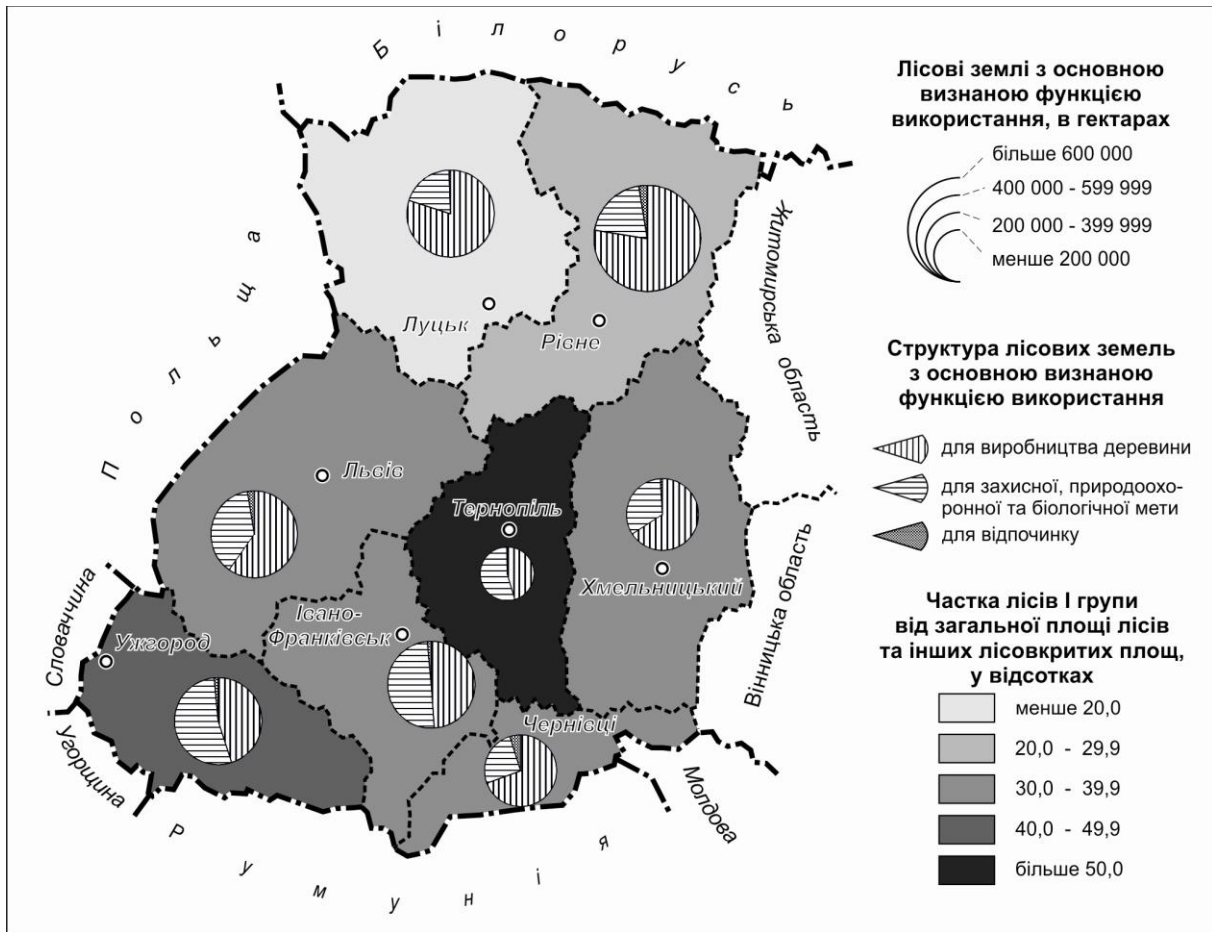 Білорусь
Польща
Словаччина
Угорщина
Румунія
Молдова
Житомирська область
Вінницька область
Луцьк
Рівне
Львів
Тернопіль
Хмельницький
Івано-
Франківськ
Ужгород
Чернівці
Лісові землі з основною
визнаною функцією
використання, в гектарах
більше 600 000
400 000 - 599 999
200 000 - 399 999
менше 200 000
Структура лісових земель
з основною визнаною
функцією використання
для виробництва деревини
для захисної, природоохо-
ронної та біологічної мети
для відпочинку
Частка лісів І групи
від загальної площі лісів
та інших лісовкритих площ,
у відсотках
менше 20,0
20,0 - 29,9
30,0 - 39,9
40,0 - 49,9
більше 50,0